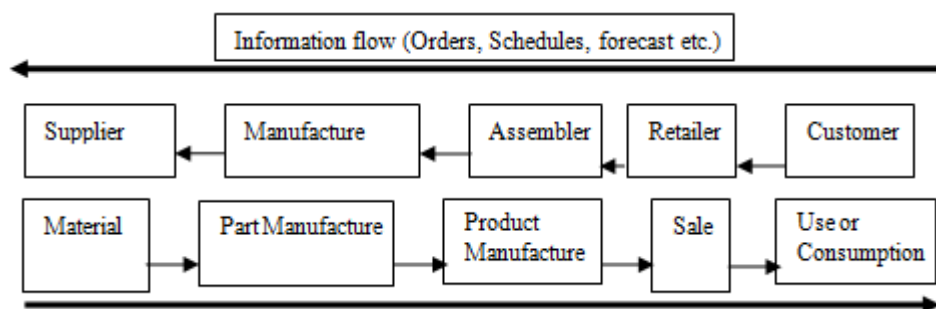 Information flow (Orders, Schedules, forecast etc.)
Supplier
Manufacture
Assembler
Retailer
Customer
Material
Part Manufacture
Product
Manufacture
Sale
Use or
Consumption